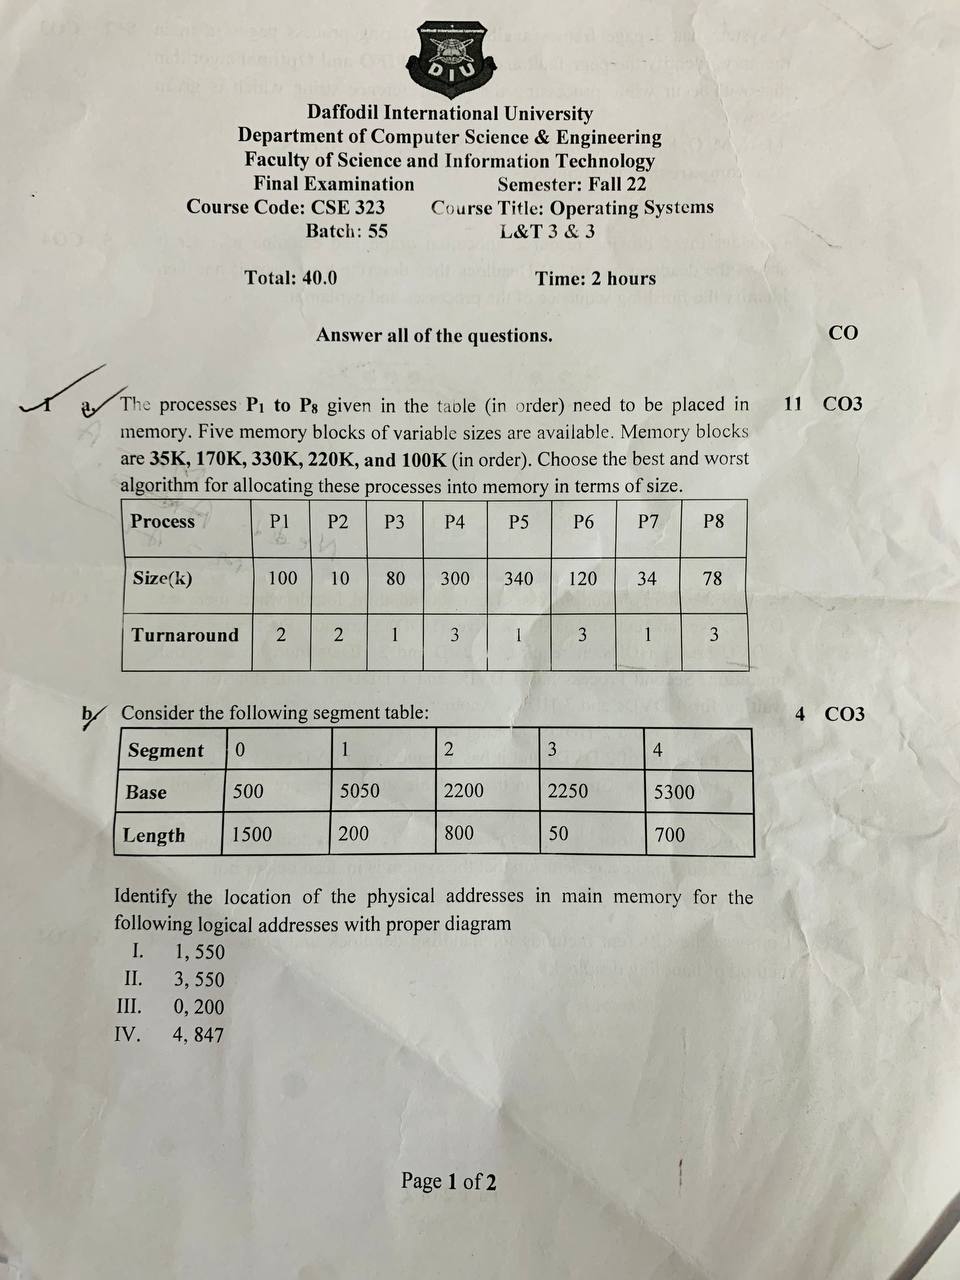 Daffodil International University
DIU
Daffodil International University
Department of Computer Science & Engineering
Faculty of Science and Information Technology
Final Examination Semester: Fall 22
Course Code: CSE 323 Course Title: Operating Systems
Batch: 55 L&T 3 & 3
Total: 40.0 Time: 2 hours
Answer all of the questions. CO
1 a. The processes P1 to P8 given in the table (in order) need to be placed in 11 CO3
memory. Five memory blocks of variable sizes are available. Memory blocks
are 35K, 170K, 330K, 220K, and 100K (in order). Choose the best and worst
algorithm for allocating these processes into memory in terms of size.
Process P1 P2 P3 P4 P5 P6 P7 P8
Size(k) 100 10 80 300 340 120 34 78
Turnaround 2 2 1 3 1 3 1 3
b. Consider the following segment table: 4 CO3
Segment 0 1 2 3 4
Base 500 5050 2200 2250 5300
Length 1500 200 800 50 700
Identify the location of the physical addresses in main memory for the
following logical addresses with proper diagram
I. 1, 550
II. 3, 550
III. 0, 200
IV. 4, 847
Page 1 of 2